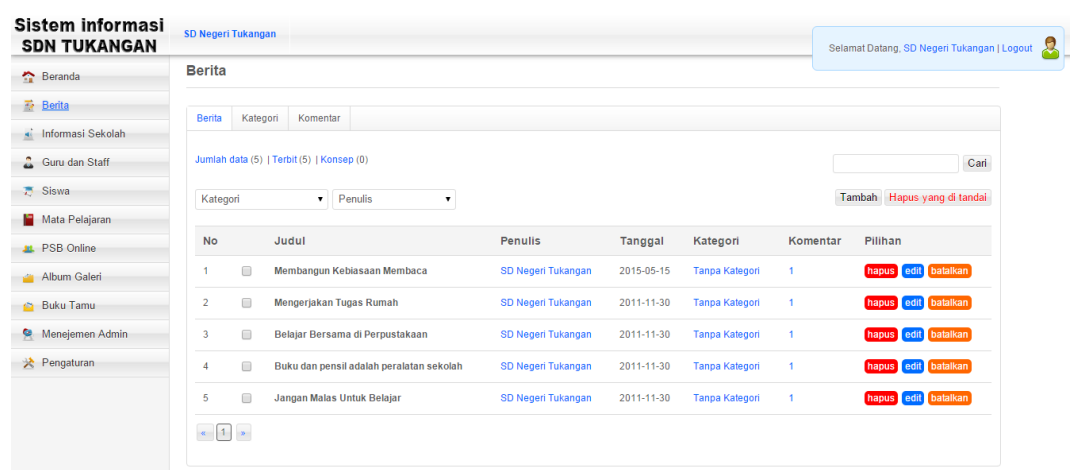 Sistem informasi
SDN TUKANGAN
SD Negeri Tukangan
Selamat Datang, SD Negeri Tukangan | Logout
Beranda
Berita
Informasi Sekolah
Guru dan Staff
Siswa
Mata Pelajaran
PSB Online
Album Galeri
Buku Tamu
Menejemen Admin
Pengaturan
Berita
Berita Kategori Komentar
Jumlah data (5) | Terbit (5) | Konsep (0)
Cari
Kategori Penulis
Tambah Hapus yang di tandai
No Judul Penulis Tanggal Kategori Komentar Pilihan
1 Membangun Kebiasaan Membaca SD Negeri Tukangan 2015-05-15 Tanpa Kategori 1 hapus edit batalkan
2 Mengerjakan Tugas Rumah SD Negeri Tukangan 2011-11-30 Tanpa Kategori 1 hapus edit batalkan
3 Belajar Bersama di Perpustakaan SD Negeri Tukangan 2011-11-30 Tanpa Kategori 1 hapus edit batalkan
4 Buku dan pensil adalah peralatan sekolah SD Negeri Tukangan 2011-11-30 Tanpa Kategori 1 hapus edit batalkan
5 Jangan Malas Untuk Belajar SD Negeri Tukangan 2011-11-30 Tanpa Kategori 1 hapus edit batalkan
« 1 »